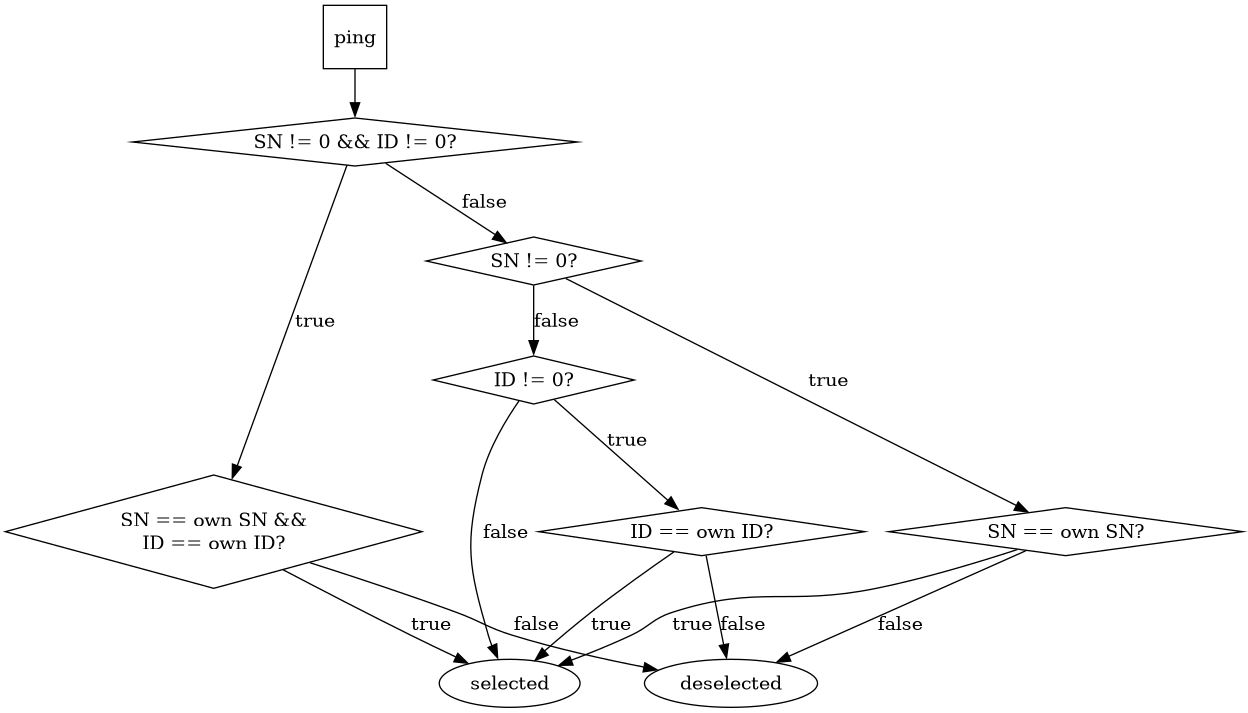 ping
SN != 0 && ID != 0?
false
SN != 0?
true
false
ID != 0?
true
true
SN == own SN &&
ID == own ID?
false
ID == own ID?
SN == own SN?
true
false
true
true
false
false
selected
deselected